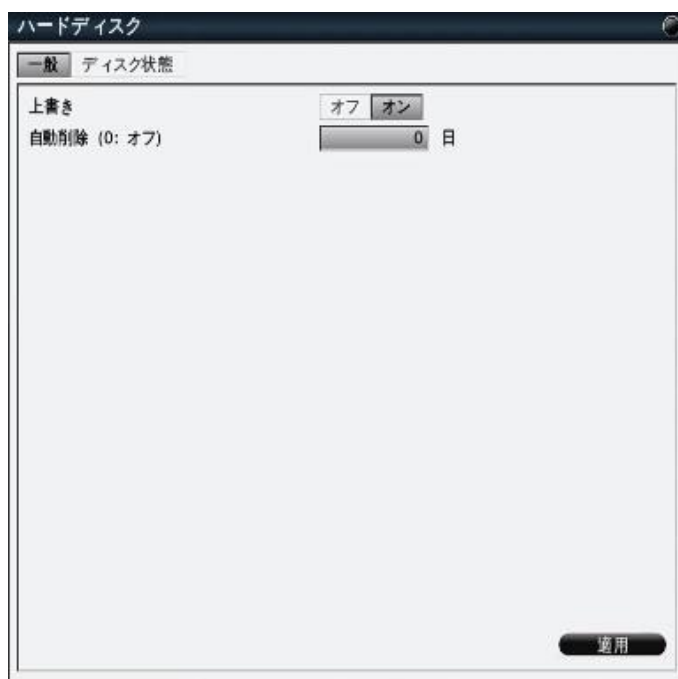 ハードディスク
一般 ディスク状態
上書き オフ オン
自動削除 (0: オフ) 0 日
適用